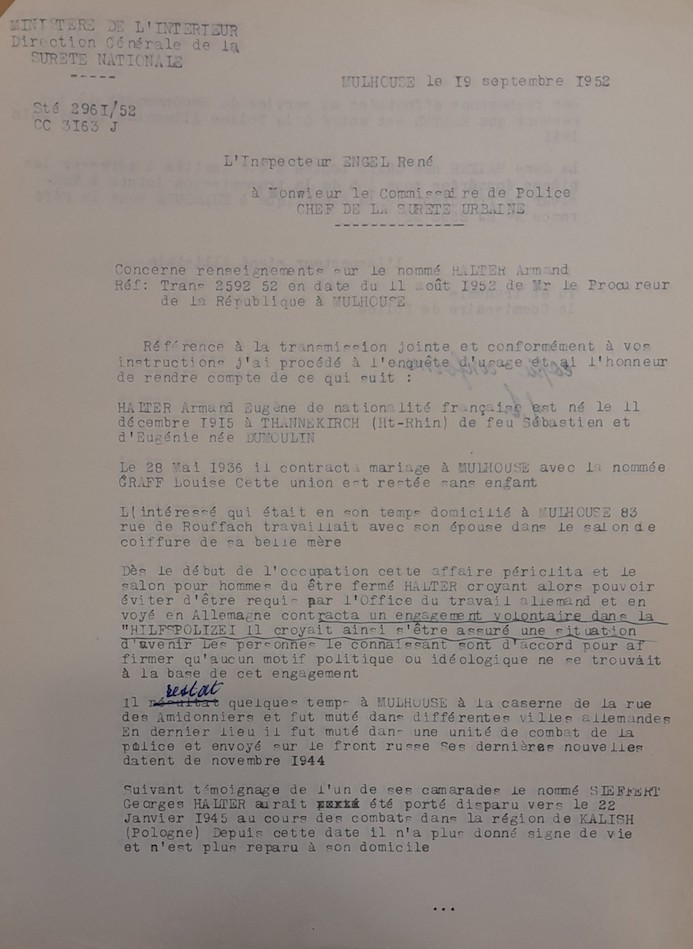 MINISTERE DE L'INTERIEUR
Direction Générale de la
SURETE NATIONALE
-----
MULHOUSE le 19 septembre 1952
Sté 2961/52
CC 3163 J
L'Inspecteur ENGEL René
à Monwieur le Commissaire de Police
CHEF DE LA SURETE URBAINE
--------------
Concerne renseignements sur le nommé HALTER Armand
Réf: Trans 2592 52 en date du 11 août 1952 de Mr le Procureur
de la République à MULHOUSE
Référence à la transmission jointe et conformément à vos
instructions j'ai procédé à l'enquête d'usage et ai l'honneur
de rendre compte de ce qui suit :
HALTER Armand Eugène de nationalité française est né le 11
décembre 1915 à THANNEKIRCH (Ht-Rhin) de feu Sébastien et
d'Eugénie née DUMOULIN
Le 28 Mai 1936 il contracta mariage à MULHOUSE avec la nommée
GRAFF Louise Cette union est restée sans enfant
L(intéressé qui était en son temps domicilié à MULHOUSE 83
rue de Rouffach travaillait avec son épouse dans le salon de
coiffure de sa belle mère
Dès le début de l'occupation cette affaire périclita et le
salon pour hommes du être fermé HALTER croyant alors pouvoir
éviter d'être requis par l'Office du travail allemand et en
voyé en Allemagne contracta un engagement volontaire dans la
"HILFSPOLIZEI Il croyait ainsi s'être assuré une situation
d'avenir Les personnes le connaissant sont d'accord pour af
firmer qu'aucun motif politique ou idéologique ne se trouvait
à la base de cet engagement
restat
Il quelques temps à MULHOUSE à la caserne de la rue
des Amidonniers et fut muté dans différentes villes allemandes
En dernier lieu il fut muté dans une unité de combat de la
police et envoyé sur le front russe Ses dernières nouvelles
datent de novembre 1944
Suivant témoignage de l'un de ses camarades le nommé SIEFFERT
Georges HALTER aurait été porté disparu vers le 22
Janvier 1945 au cours des combats dans la région de KALISH
(Pologne) Depuis cette date il n'a plus donné signe de vie
et n'est plus reparu à son domicile
...